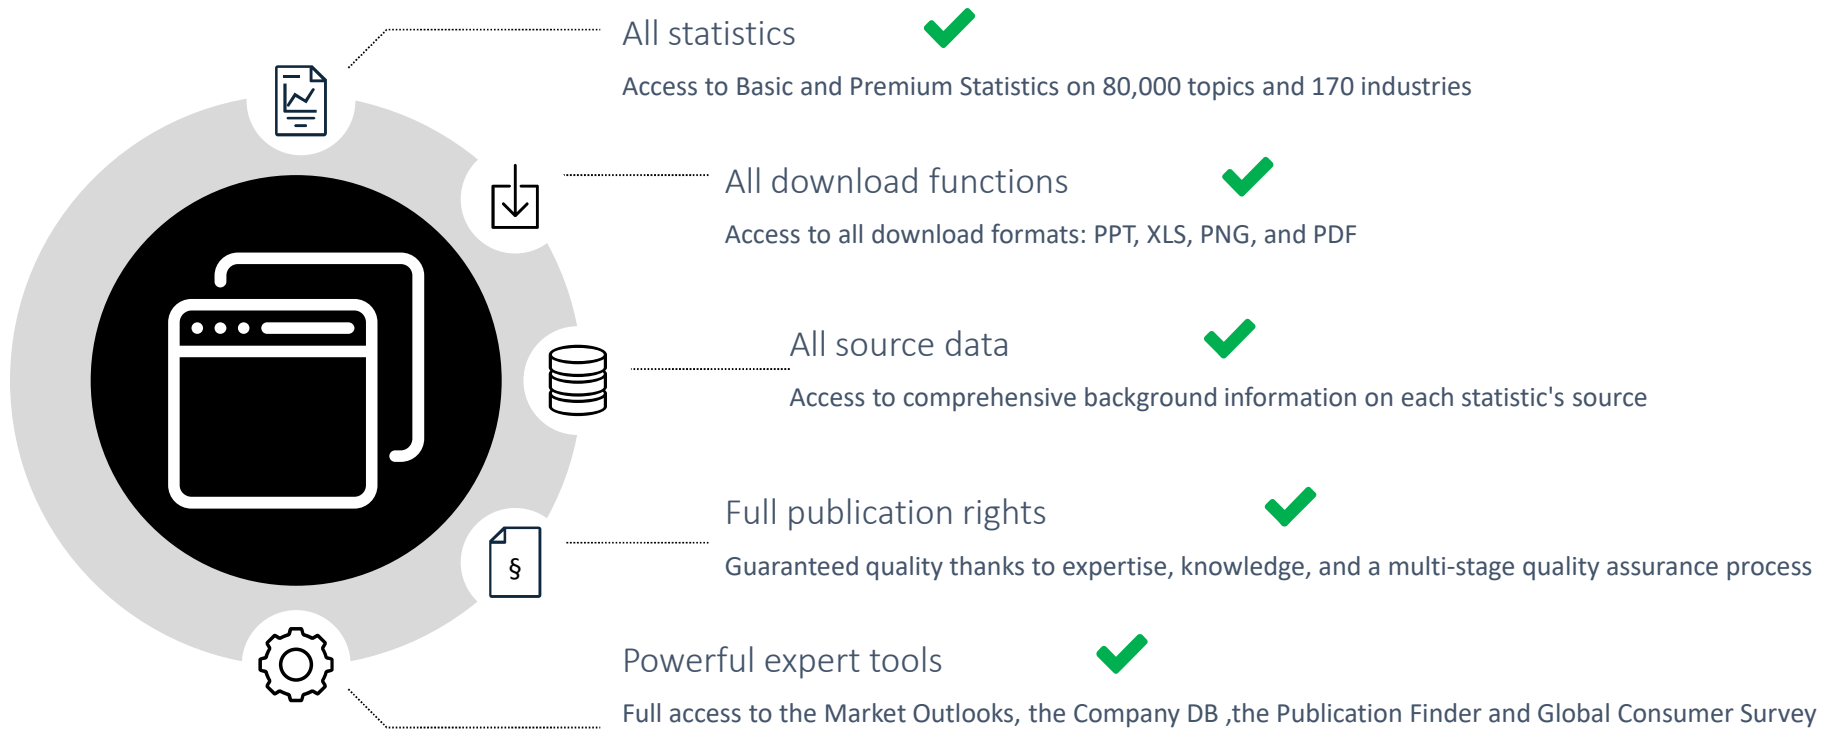 All statistics
Access to Basic and Premium Statistics on 80,000 topics and 170 industries
All download functions
Access to all download formats: PPT, XLS, PNG, and PDF
All source data
Access to comprehensive background information on each statistic's source
Full publication rights
§
Guaranteed quality thanks to expertise, knowledge, and a multi-stage quality assurance process
Powerful expert tools
Full access to the Market Outlooks, the Company DB ,the Publication Finder and Global Consumer Survey